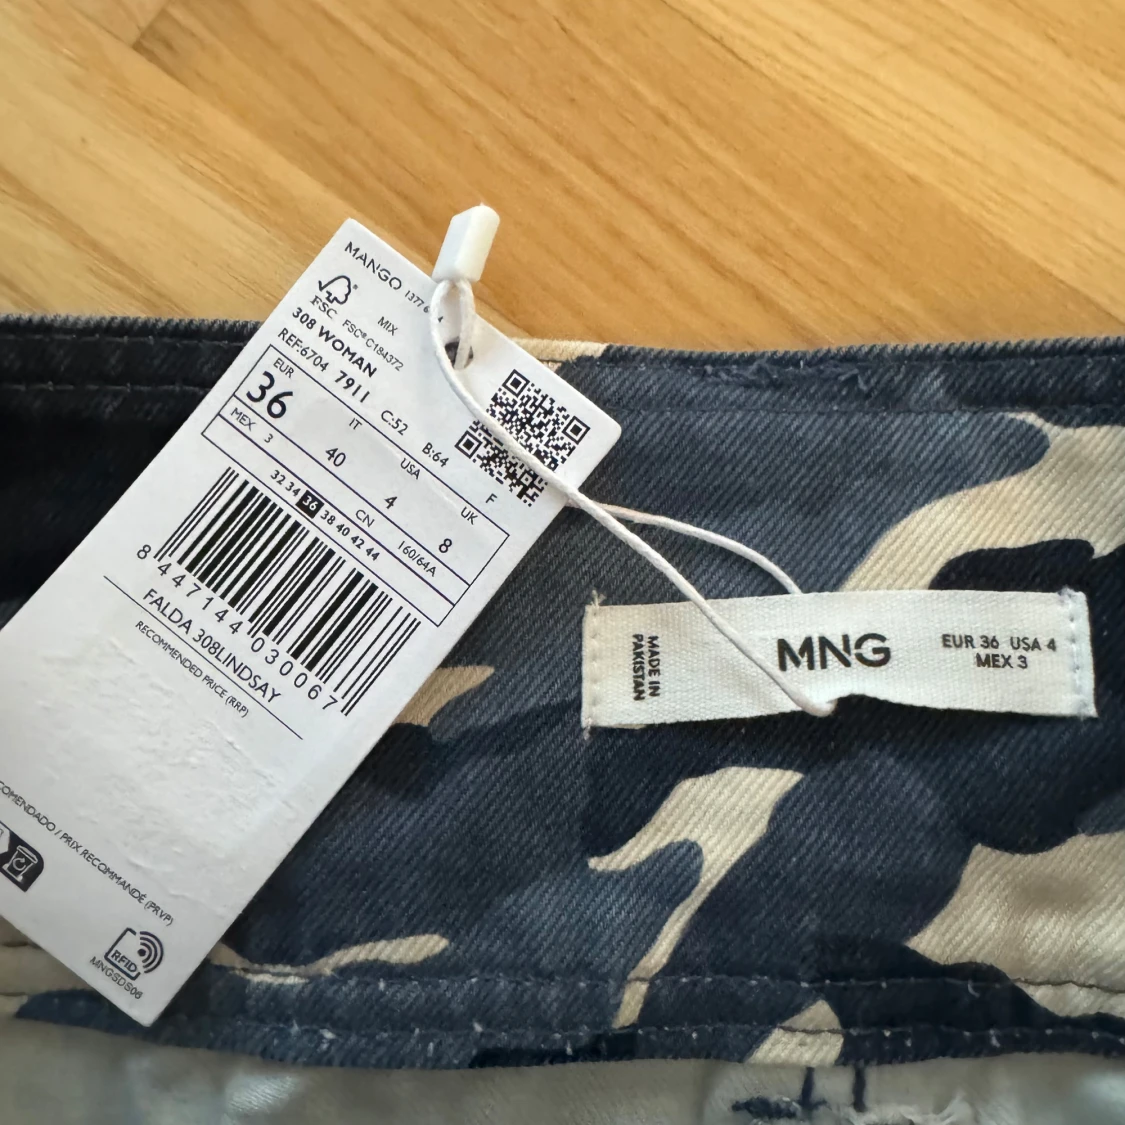 MANGO
MIX
FSC FSC® C184372
308 WOMAN
REF:6704 7911 C:52 B:64 F
EUR IT USA UK
36 40 4 8
MEX 3 CN 160/64A
32 34 36 38 40 42 44
8 447144 030067
FALDA 308LINDSAY
RECOMMENDED PRICE (RRP)
/ PRIX RECOMMANDÉ (PRVP)
RFID
MNGSDS06
MADE IN
PAKISTAN
MNG
EUR 36 USA 4
MEX 3